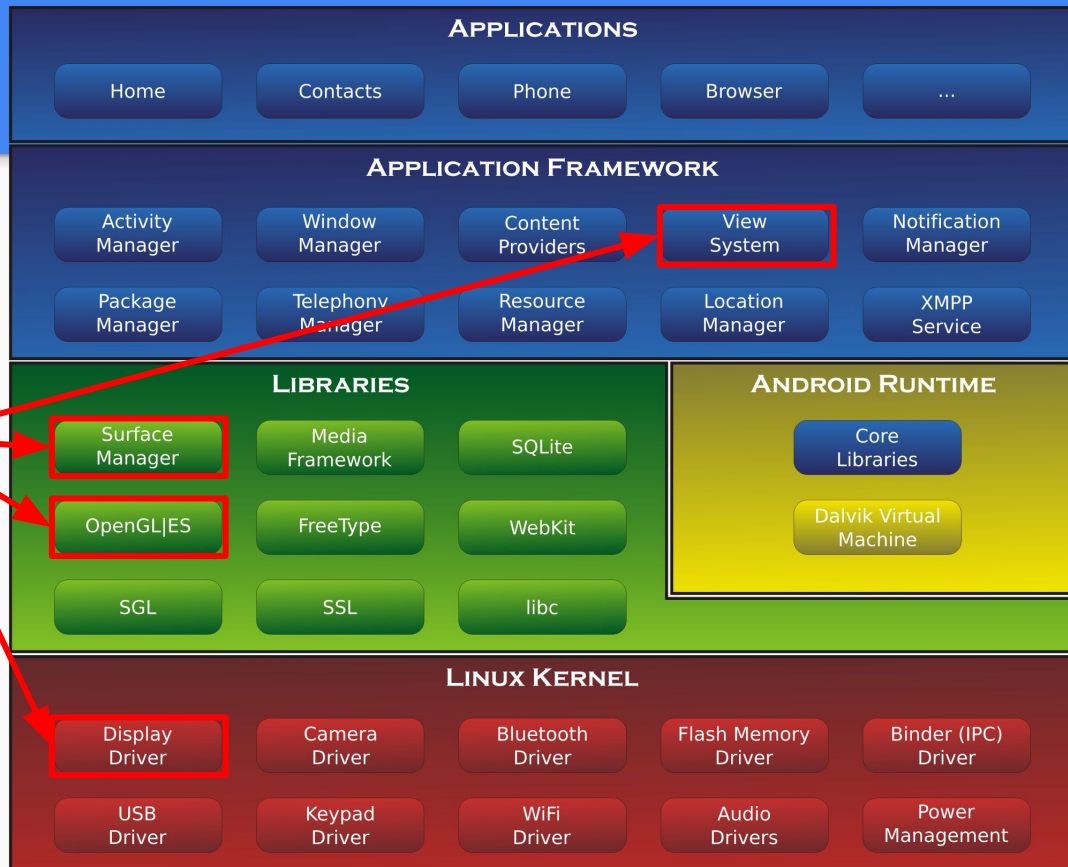 APPLICATIONS
Home
Contacts
Phone
Browser
...
APPLICATION FRAMEWORK
Activity
Manager
Window
Manager
Content
Providers
View
System
Notification
Manager
Package
Manager
Telephony
Manager
Resource
Manager
Location
Manager
XMPP
Service
LIBRARIES
Surface
Manager
Media
Framework
SQLite
OpenGL|ES
FreeType
WebKit
SGL
SSL
libc
ANDROID RUNTIME
Core
Libraries
Dalvik Virtual
Machine
LINUX KERNEL
Display
Driver
Camera
Driver
Bluetooth
Driver
Flash Memory
Driver
Binder (IPC)
Driver
USB
Driver
Keypad
Driver
WiFi
Driver
Audio
Drivers
Power
Management